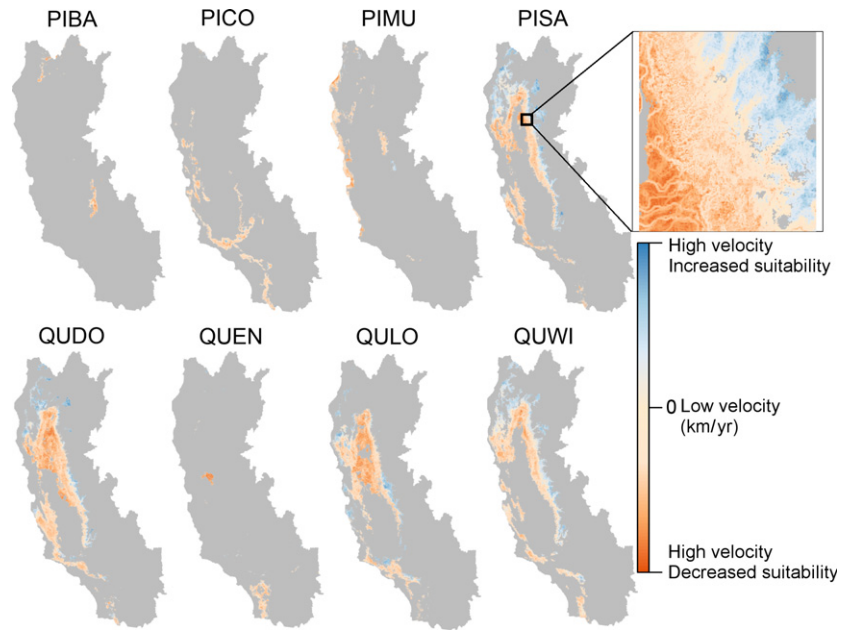 PIBA
PICO
PIMU
PISA
High velocity
Increased suitability
0 Low velocity
(km/yr)
High velocity
Decreased suitability
QUDO
QUEN
QULO
QUWI